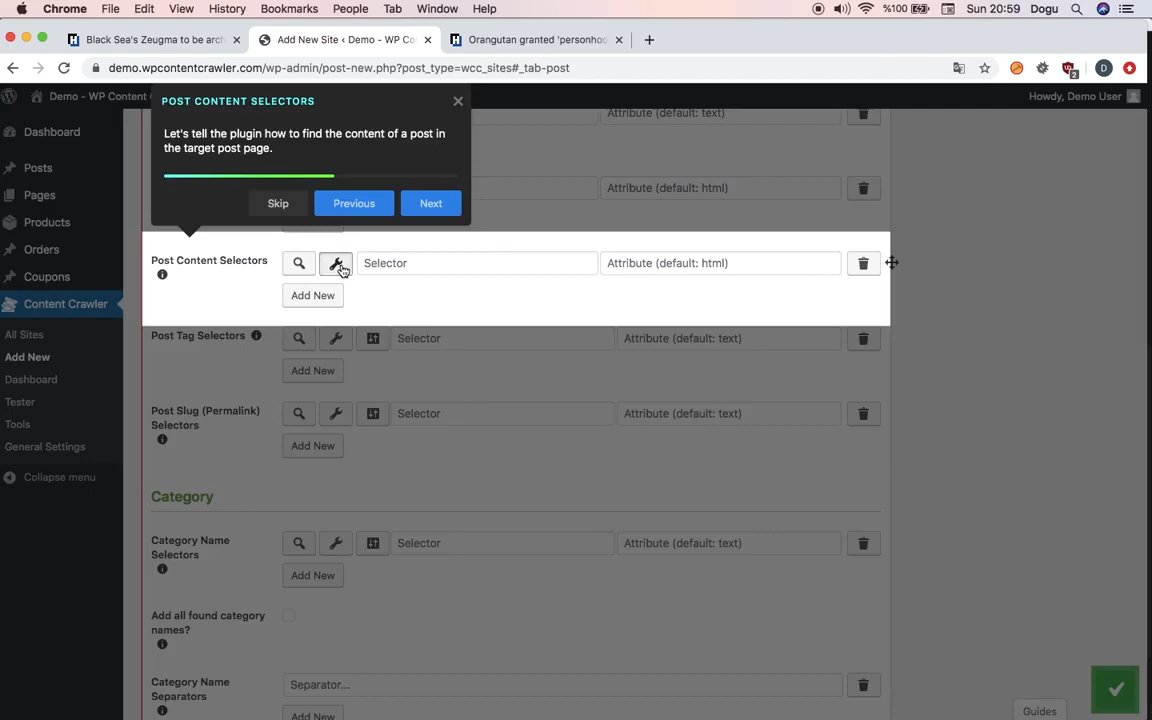 Chrome File Edit View History Bookmarks People Tab Window Help %100 Sun 20:59 Dogu
Black Sea's Zeugma to be arch Add New Site ‹ Demo - WP Co Orangutan granted 'personhoo
demo.wpcontentcrawler.com/wp-admin/post-new.php?post_type=wcc_sites#_tab-post 2 D
Demo - WP Content Howdy, Demo User
POST CONTENT SELECTORS
Let's tell the plugin how to find the content of a post in
the target post page.
Skip Previous Next
Attribute (default: text)
Attribute (default: html)
Dashboard
Posts
Pages
Products
Orders
Coupons
Content Crawler
All Sites
Add New
Dashboard
Tester
Tools
General Settings
Collapse menu
Post Content Selectors Selector Attribute (default: html)
Add New
Post Tag Selectors Selector Attribute (default: text)
Add New
Post Slug (Permalink)
Selectors Selector Attribute (default: text)
Add New
Category
Category Name
Selectors Selector Attribute (default: text)
Add New
Add all found category
names?
Category Name
Separators Separator...
Add New
Guides